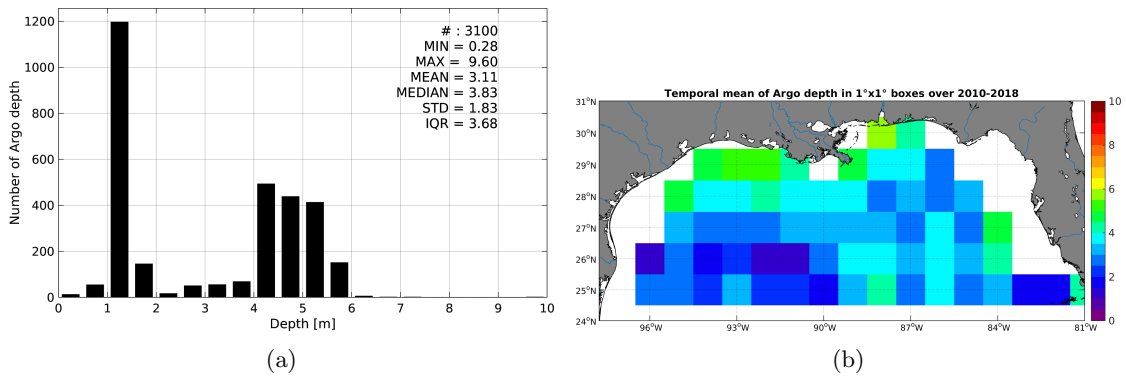 1200
1000
800
600
400
200
0
Number of Argo depth
# : 3100
MIN = 0.28
MAX = 9.60
MEAN = 3.11
MEDIAN = 3.83
STD = 1.83
IQR = 3.68
0 1 2 3 4 5 6 7 8 9 10
Depth [m]
(a)
Temporal mean of Argo depth in 1°x1° boxes over 2010-2018
31°N
30°N
29°N
28°N
27°N
26°N
25°N
24°N
96°W 93°W 90°W 87°W 84°W 81°W
10
8
6
4
2
0
(b)